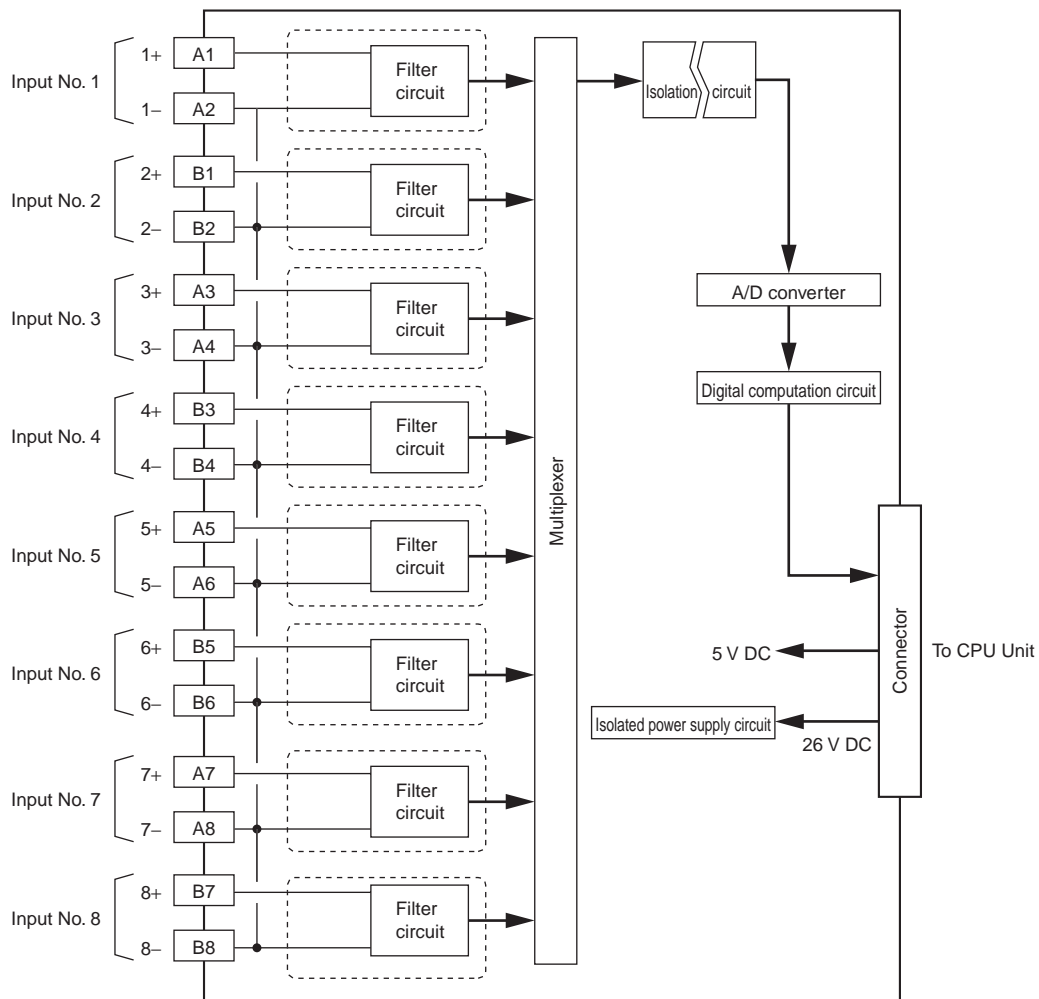 Input No. 1
1+
A1
1–
A2
Filter
circuit
Input No. 2
2+
B1
2–
B2
Filter
circuit
Input No. 3
3+
A3
3–
A4
Filter
circuit
Input No. 4
4+
B3
4–
B4
Filter
circuit
Input No. 5
5+
A5
5–
A6
Filter
circuit
Input No. 6
6+
B5
6–
B6
Filter
circuit
Input No. 7
7+
A7
7–
A8
Filter
circuit
Input No. 8
8+
B7
8–
B8
Filter
circuit
Multiplexer
Isolation circuit
A/D converter
Digital computation circuit
Connector
To CPU Unit
5 V DC
Isolated power supply circuit
26 V DC